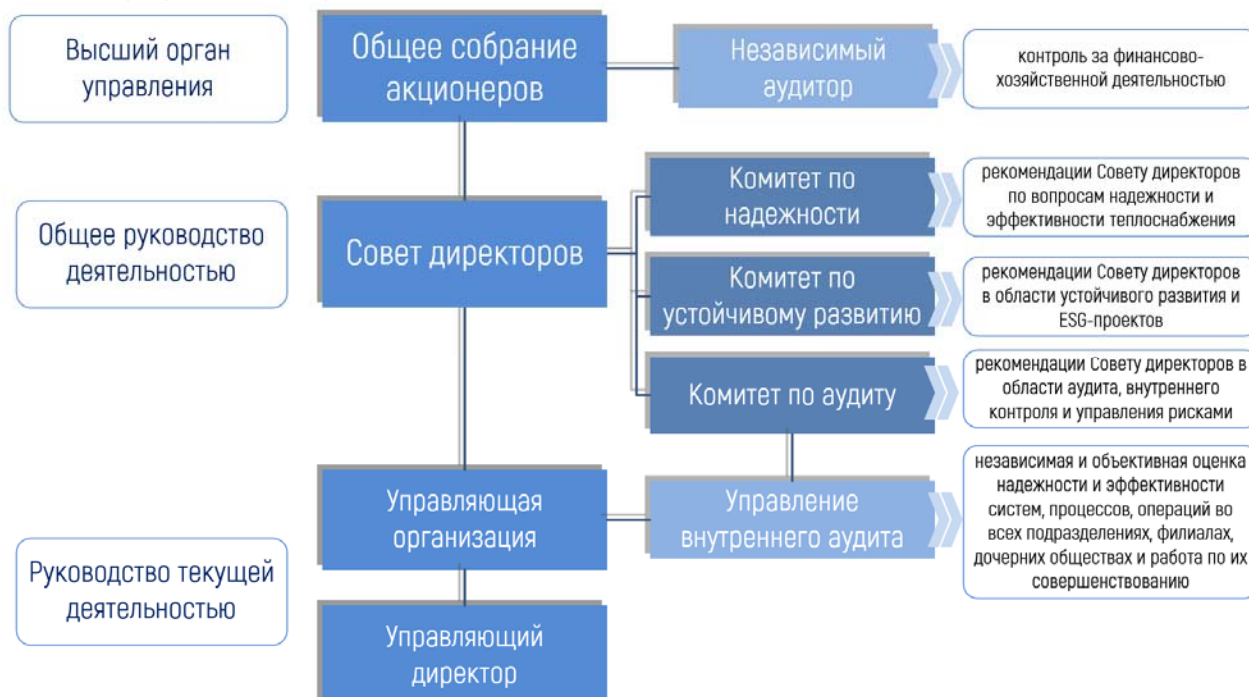 Высший орган
управления
Общее собрание
акционеров
Независимый
аудитор
контроль за финансово-
хозяйственной деятельностью
Общее руководство
деятельностью
Совет директоров
Комитет по
надежности
рекомендации Совету директоров
по вопросам надежности и
эффективности теплоснабжения
Комитет по
устойчивому развитию
рекомендации Совету директоров
в области устойчивого развития и
ESG-проектов
Комитет по аудиту
рекомендации Совету директоров в
области аудита, внутреннего
контроля и управления рисками
Руководство текущей
деятельностью
Управляющая
организация
Управление
внутреннего аудита
независимая и объективная оценка
надежности и эффективности
систем, процессов, операций во
всех подразделениях, филиалах,
дочерних обществах и работа по их
совершенствованию
Управляющий
директор